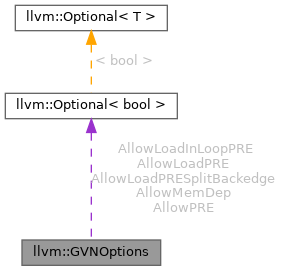 llvm::Optional< T >
< bool >
llvm::Optional< bool >
AllowLoadInLoopPRE
AllowLoadPRE
AllowLoadPRESplitBackedge
AllowMemDep
AllowPRE
llvm::GVNOptions